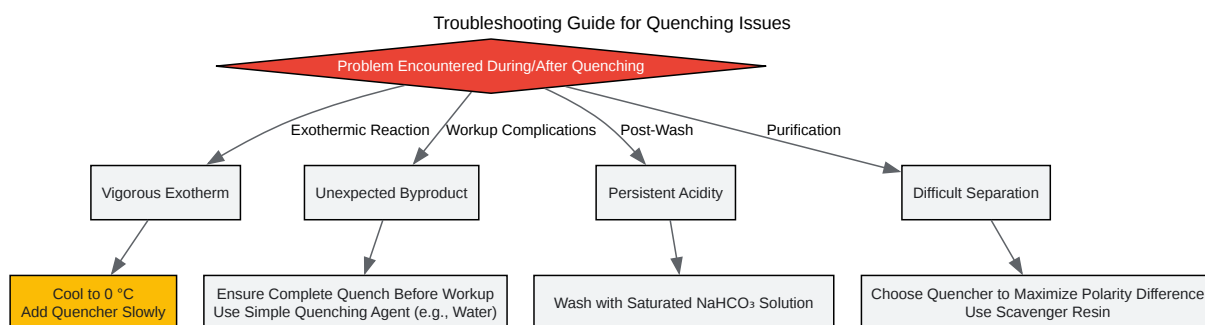 Troubleshooting Guide for Quenching Issues
Problem Encountered During/After Quenching
Exothermic Reaction
Workup Complications
Post-Wash
Purification
Vigorous Exotherm
Unexpected Byproduct
Persistent Acidity
Difficult Separation
Cool to 0 °C
Add Quencher Slowly
Ensure Complete Quench Before Workup
Use Simple Quenching Agent (e.g., Water)
Wash with Saturated NaHCO₃ Solution
Choose Quencher to Maximize Polarity Difference
Use Scavenger Resin